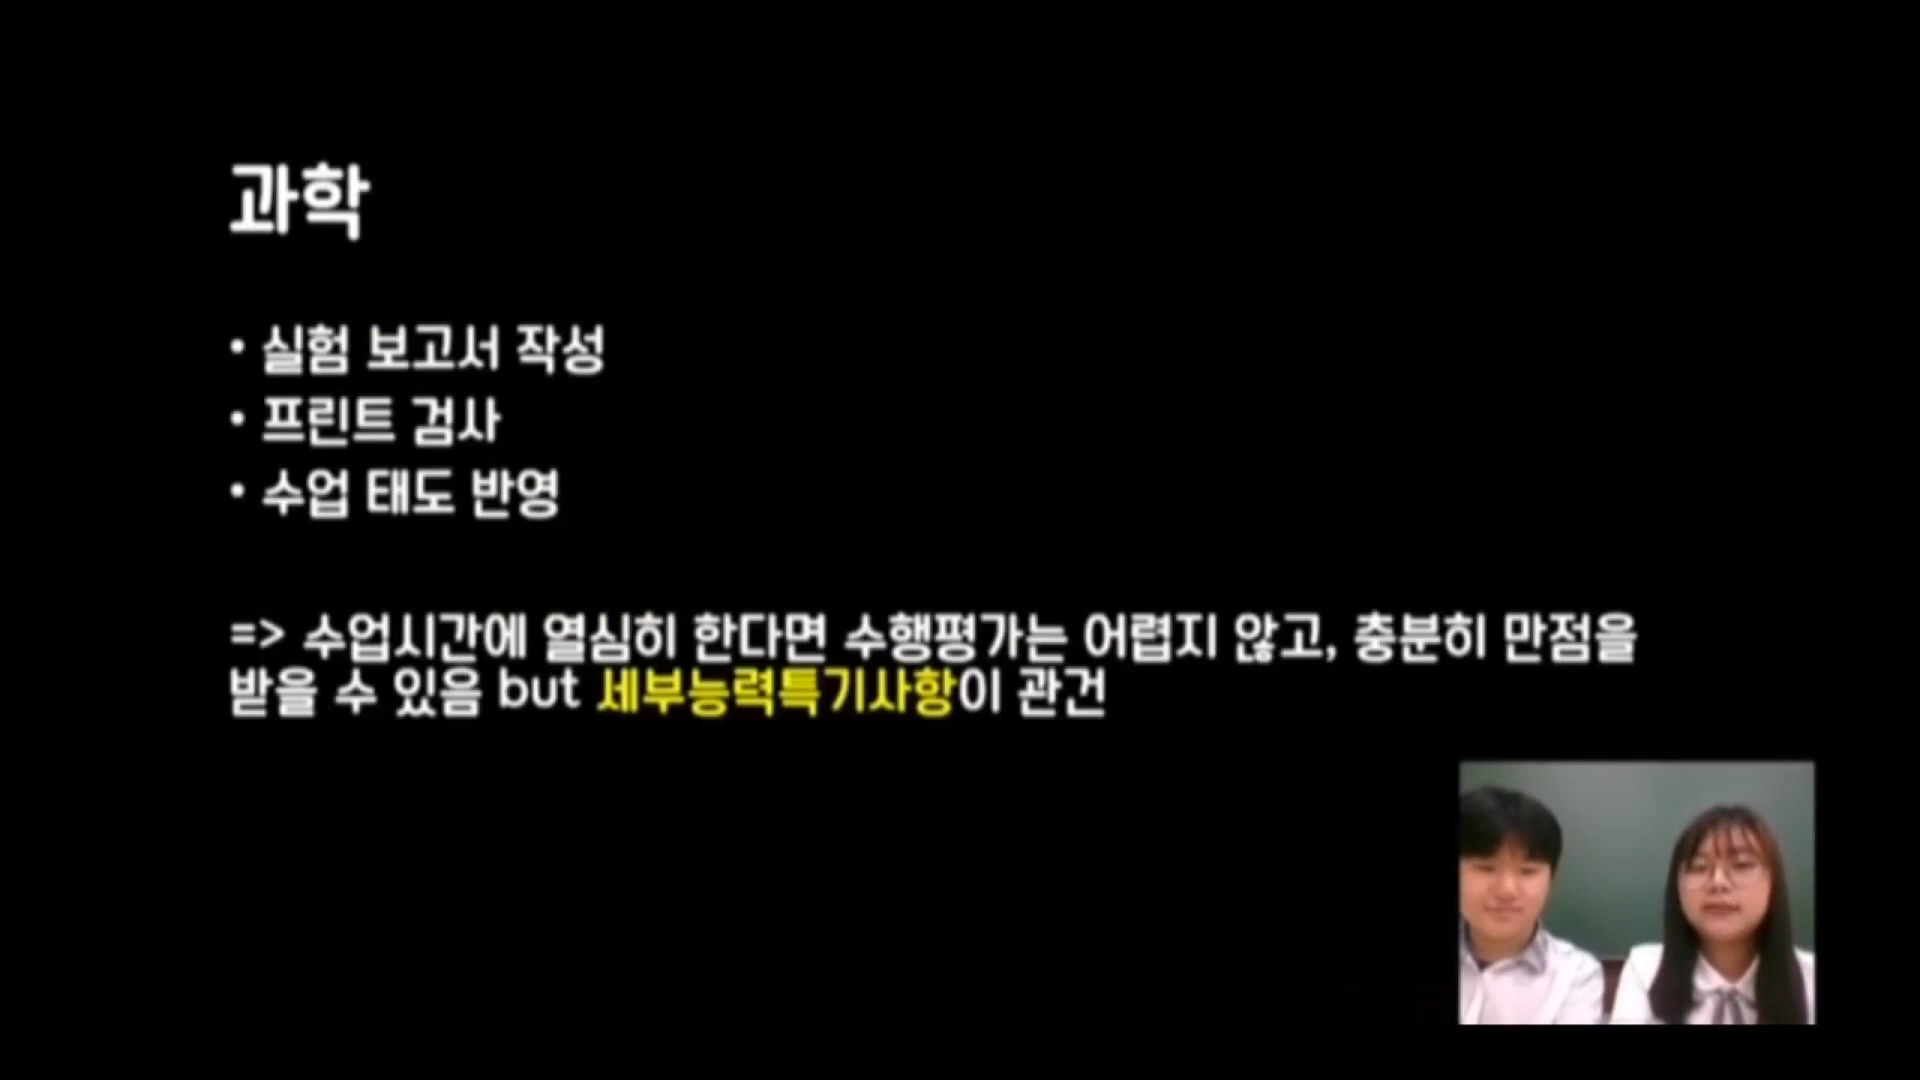 과학
• 실험 보고서 작성
• 프린트 검사
• 수업 태도 반영
=> 수업시간에 열심히 한다면 수행평가는 어렵지 않고, 충분히 만점을
받을 수 있음 but 세부능력특기사항이 관건